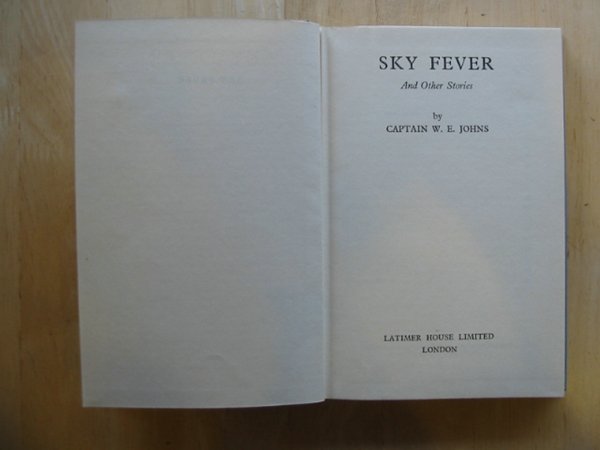 SKY FEVER
And Other Stories
by
CAPTAIN W. E. JOHNS
LATIMER HOUSE LIMITED
LONDON